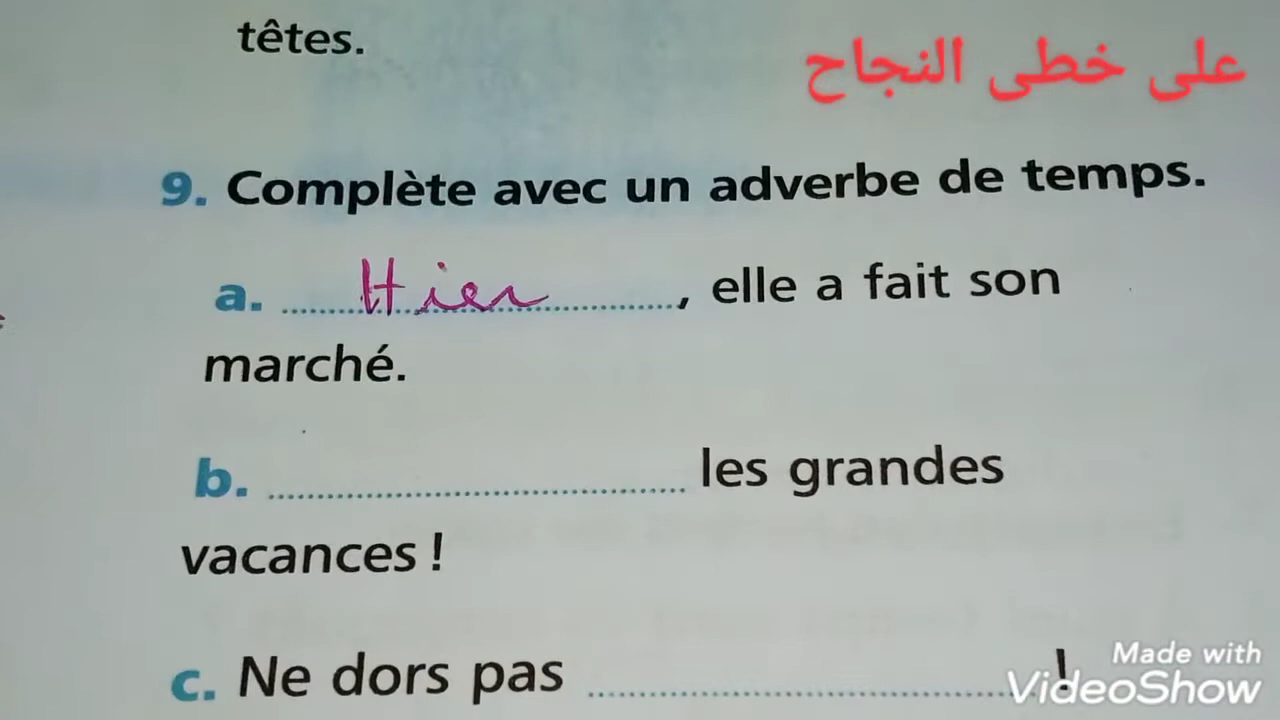 têtes.
على خطى النجاح
9. Complète avec un adverbe de temps.
a. Hier, elle a fait son
marché.
b. ........................ les grandes
vacances !
c. Ne dors pas ........................ !
Made with
VideoShow